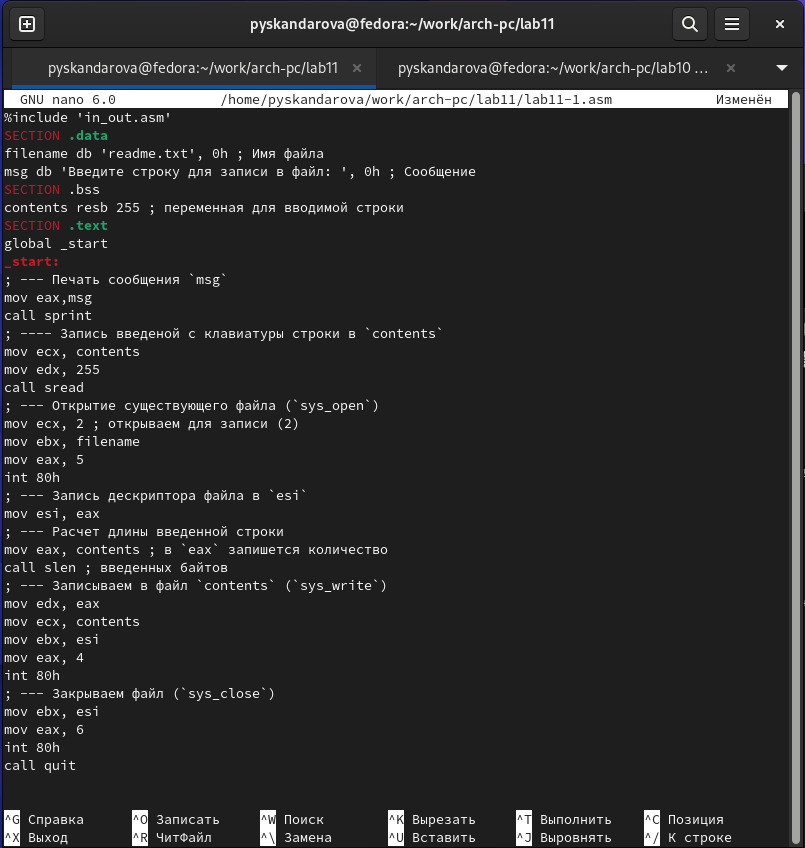 pyskandarova@fedora:~/work/arch-pc/lab11
pyskandarova@fedora:~/work/arch-pc/lab11 × pyskandarova@fedora:~/work/arch-pc/lab10 ... ×
GNU nano 6.0 /home/pyskandarova/work/arch-pc/lab11/lab11-1.asm Изменён
%include 'in_out.asm'
SECTION .data
filename db 'readme.txt', 0h ; Имя файла
msg db 'Введите строку для записи в файл: ', 0h ; Сообщение
SECTION .bss
contents resb 255 ; переменная для вводимой строки
SECTION .text
global _start
_start:
; --- Печать сообщения `msg`
mov eax,msg
call sprint
; ---- Запись введеной с клавиатуры строки в `contents`
mov ecx, contents
mov edx, 255
call sread
; --- Открытие существующего файла (`sys_open`)
mov ecx, 2 ; открываем для записи (2)
mov ebx, filename
mov eax, 5
int 80h
; --- Запись дескриптора файла в `esi`
mov esi, eax
; --- Расчет длины введенной строки
mov eax, contents ; в `eax` запишется количество
call slen ; введенных байтов
; --- Записываем в файл `contents` (`sys_write`)
mov edx, eax
mov ecx, contents
mov ebx, esi
mov eax, 4
int 80h
; --- Закрываем файл (`sys_close`)
mov ebx, esi
mov eax, 6
int 80h
call quit
^G Справка ^O Записать ^W Поиск ^K Вырезать ^T Выполнить ^C Позиция
^X Выход ^R ЧитФайл ^\ Замена ^U Вставить ^J Выровнять ^/ К строке